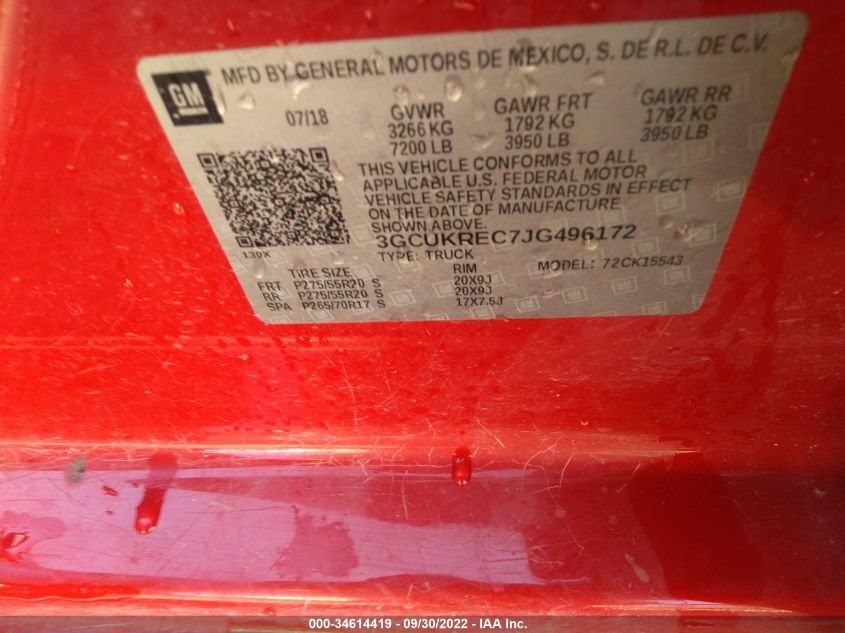 GM
MFD BY GENERAL MOTORS DE MEXICO, S. DE R.L. DE C.V.
07/18
GVWR
3266 KG
7200 LB
GAWR FRT
1792 KG
3950 LB
GAWR RR
1792 KG
3950 LB
THIS VEHICLE CONFORMS TO ALL
APPLICABLE U.S. FEDERAL MOTOR
VEHICLE SAFETY STANDARDS IN EFFECT
ON THE DATE OF MANUFACTURE
SHOWN ABOVE.
139X
3GCUKREC7JG496172
TYPE: TRUCK
MODEL: 72CK15543
TIRE SIZE RIM
FRT P275/55R20 S 20X9J
RR P275/55R20 S 20X9J
SPA P265/70R17 S 17X7.5J
000-34614419 - 09/30/2022 - IAA Inc.